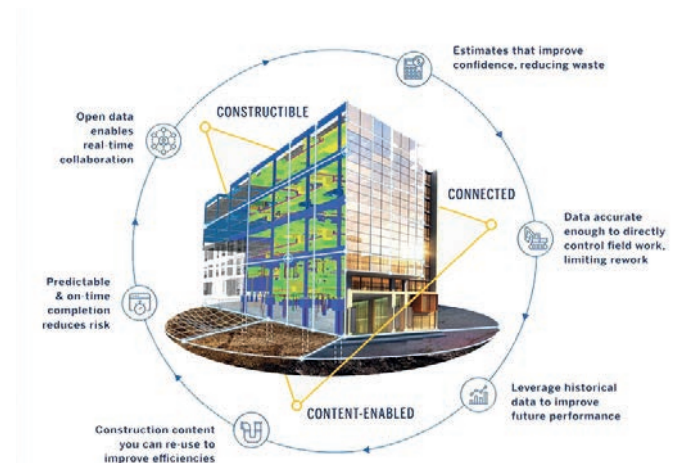 Estimates that improve
confidence, reducing waste
CONSTRUCTIBLE
Open data
enables
real-time
collaboration
CONNECTED
Data accurate
enough to directly
control field work,
limiting rework
Predictable
& on-time
completion
reduces risk
Leverage historical
data to improve
future performance
CONTENT-ENABLED
Construction content
you can re-use to
improve efficiencies